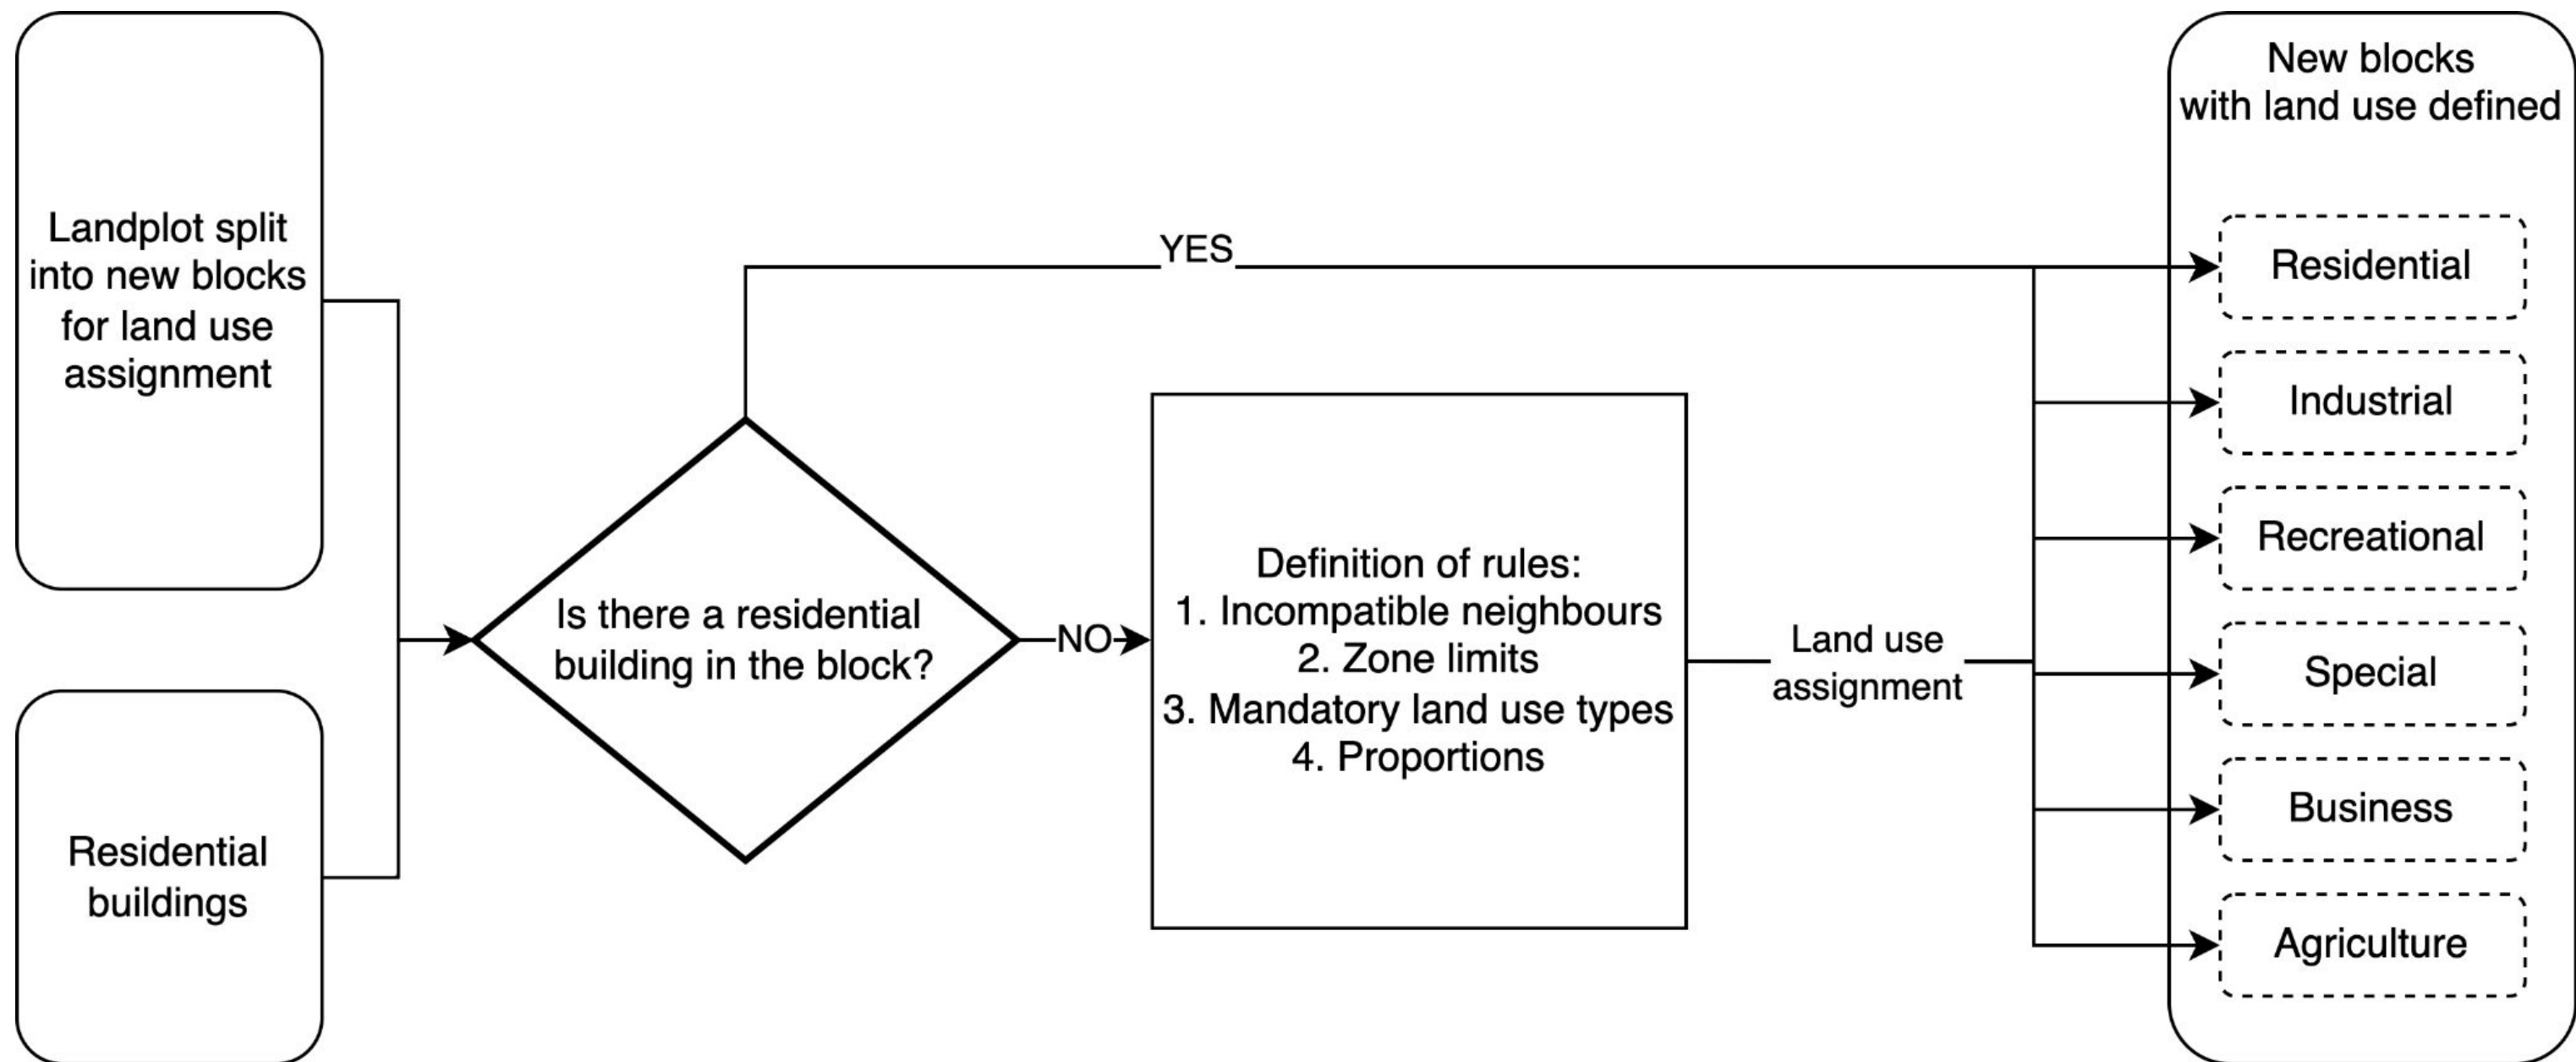 Landplot split
into new blocks
for land use
assignment
Residential
buildings
Is there a residential
building in the block?
YES
NO
Definition of rules:
1. Incompatible neighbours
2. Zone limits
3. Mandatory land use types
4. Proportions
Land use
assignment
New blocks
with land use defined
Residential
Industrial
Recreational
Special
Business
Agriculture